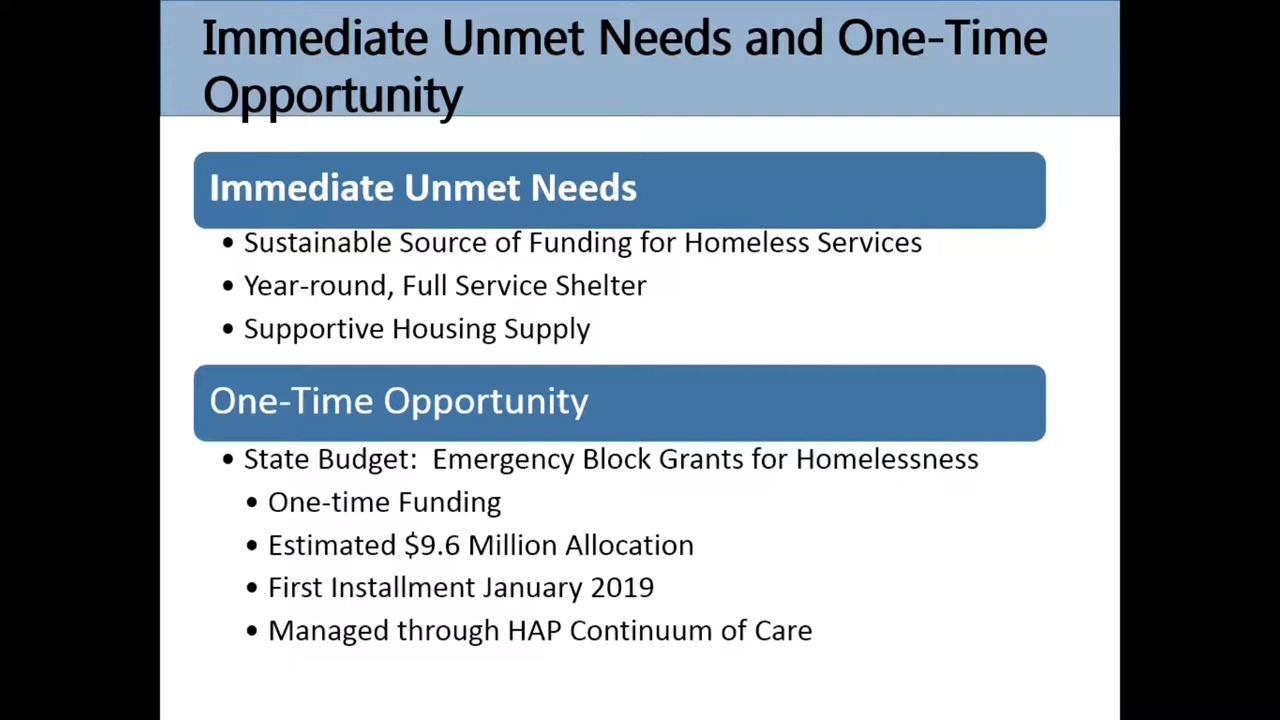 Immediate Unmet Needs and One-Time
Opportunity
Immediate Unmet Needs
• Sustainable Source of Funding for Homeless Services
• Year-round, Full Service Shelter
• Supportive Housing Supply
One-Time Opportunity
• State Budget:  Emergency Block Grants for Homelessness
• One-time Funding
• Estimated $9.6 Million Allocation
• First Installment January 2019
• Managed through HAP Continuum of Care